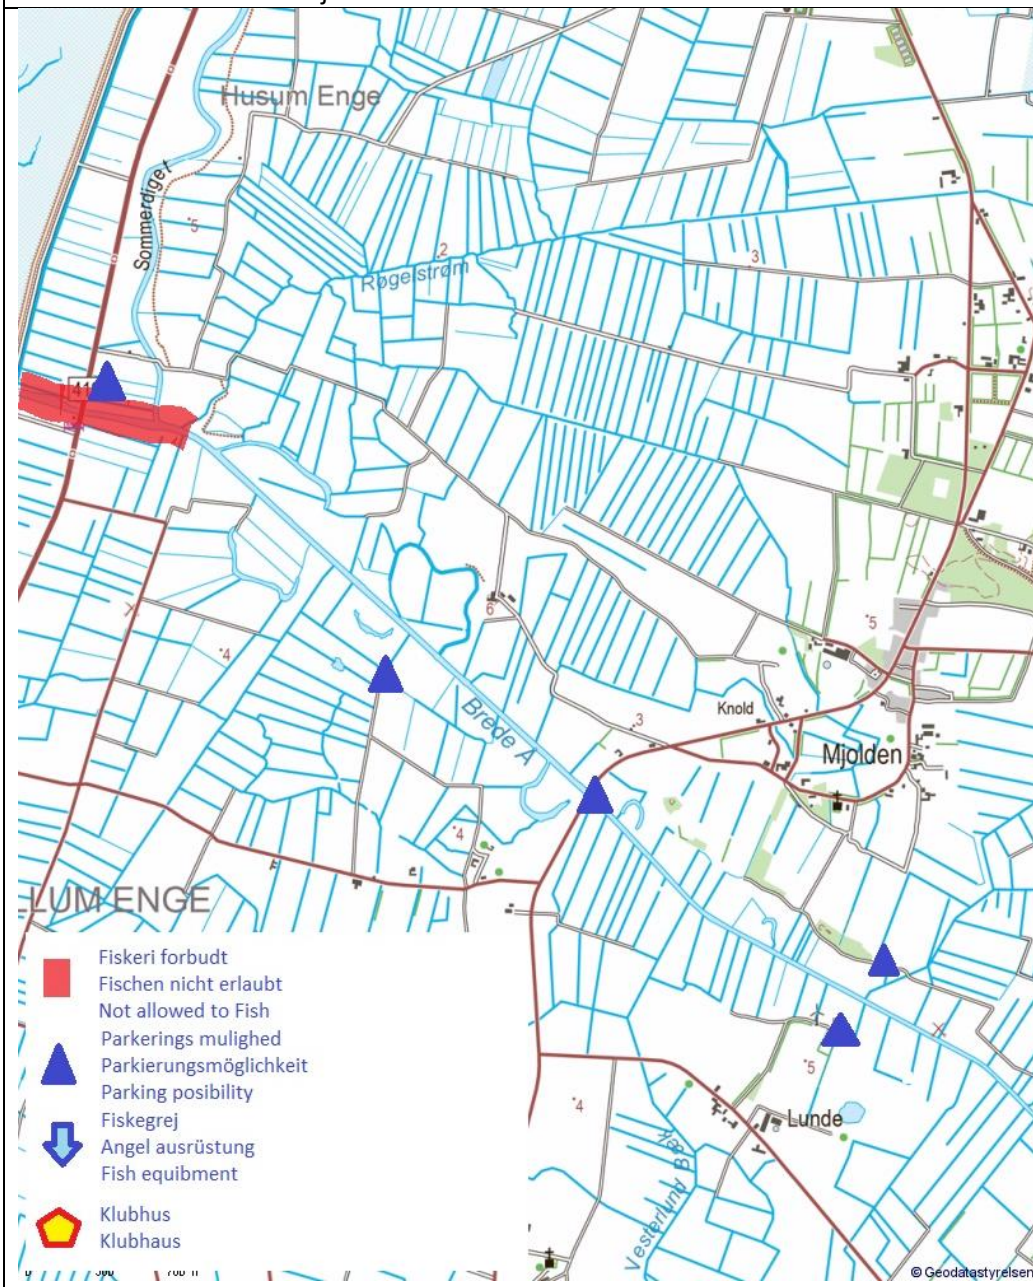 Husum Enge
Sommerdiget
5
2
3
Røgelstrøm
6
4
5
3
Knold
Brede Å
Mjolden
4
LUM ENGE
5
4
Lunde
Vesterlund Bæk
Fiskeri forbudt
Fischen nicht erlaubt
Not allowed to Fish
Parkerings mulighed
Parkierungsmöglichkeit
Parking posibility
Fiskegrej
Angel ausrüstung
Fish equibment
Klubhus
Klubhaus
© Geodatastyrelsen